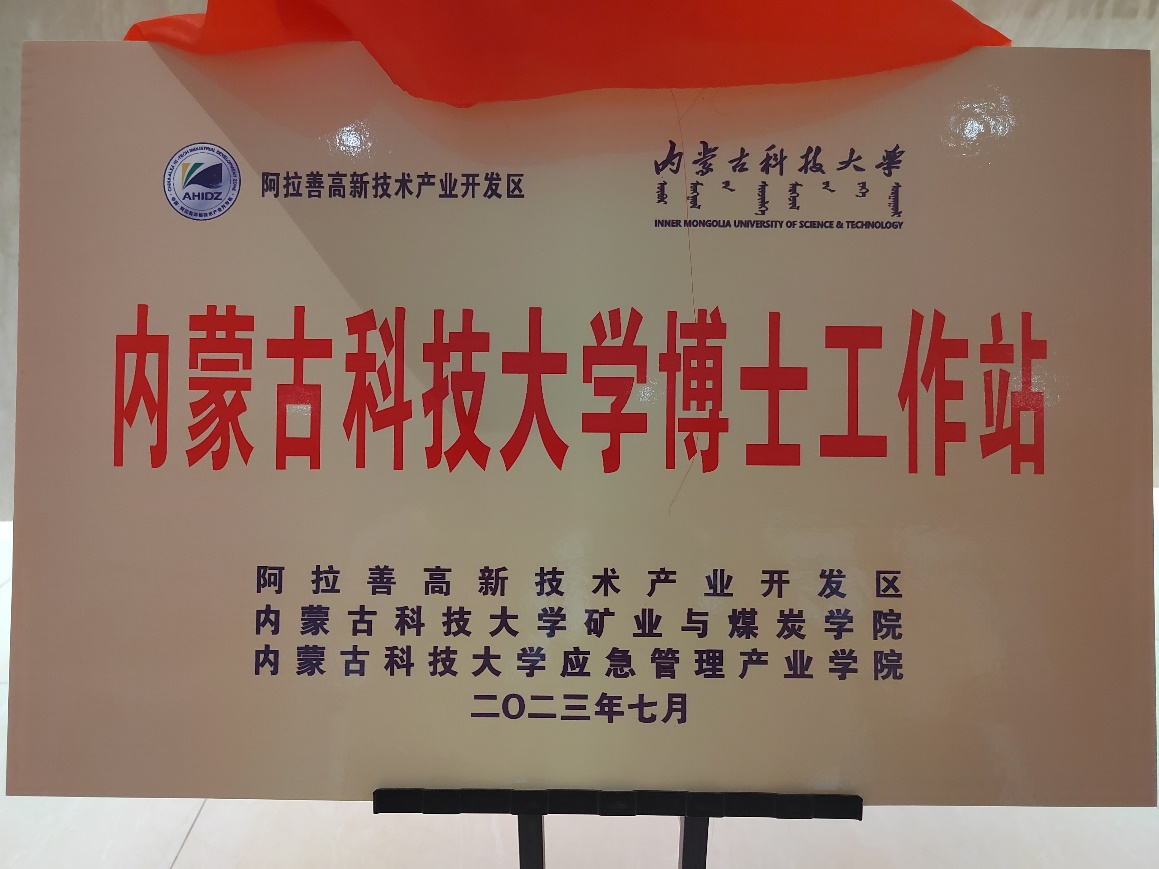 AHIDZ
阿拉善高新技术产业开发区
内蒙古科技大学
INNER MONGOLIA UNIVERSITY OF SCIENCE & TECHNOLOGY
内蒙古科技大学博士工作站
阿拉善高新技术产业开发区
内蒙古科技大学矿业与煤炭学院
内蒙古科技大学应急管理产业学院
二〇二三年七月